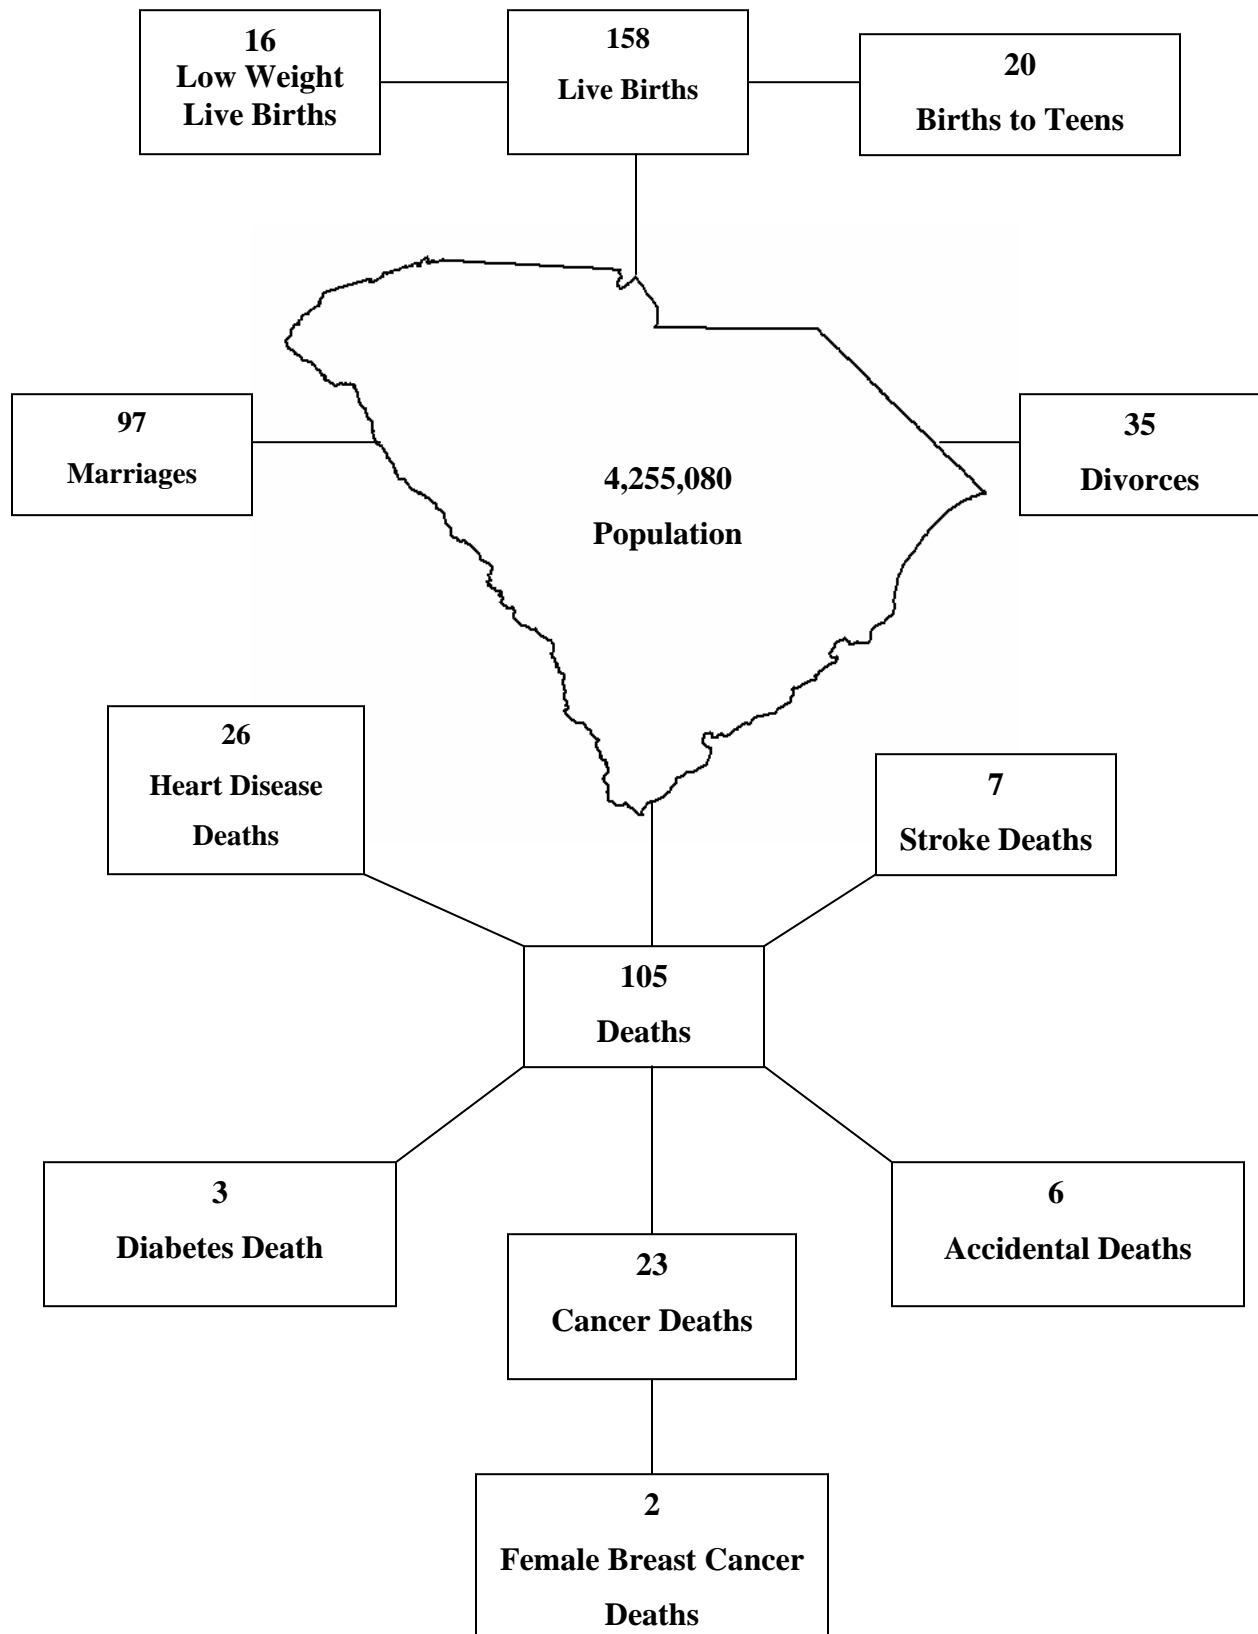 16
Low Weight
Live Births
158
Live Births
20
Births to Teens
97
Marriages
4,255,080
Population
35
Divorces
26
Heart Disease
Deaths
7
Stroke Deaths
105
Deaths
3
Diabetes Death
23
Cancer Deaths
6
Accidental Deaths
2
Female Breast Cancer
Deaths